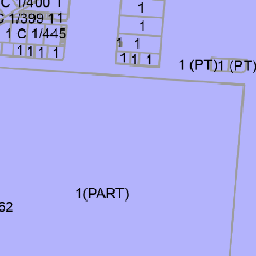 C 1/400 1
1
C 1/399 1 1
1
1 C 1/445
1 1
1 1 1 1
1 1 1
1 (PT) 1 (PT)
1(PART)
62